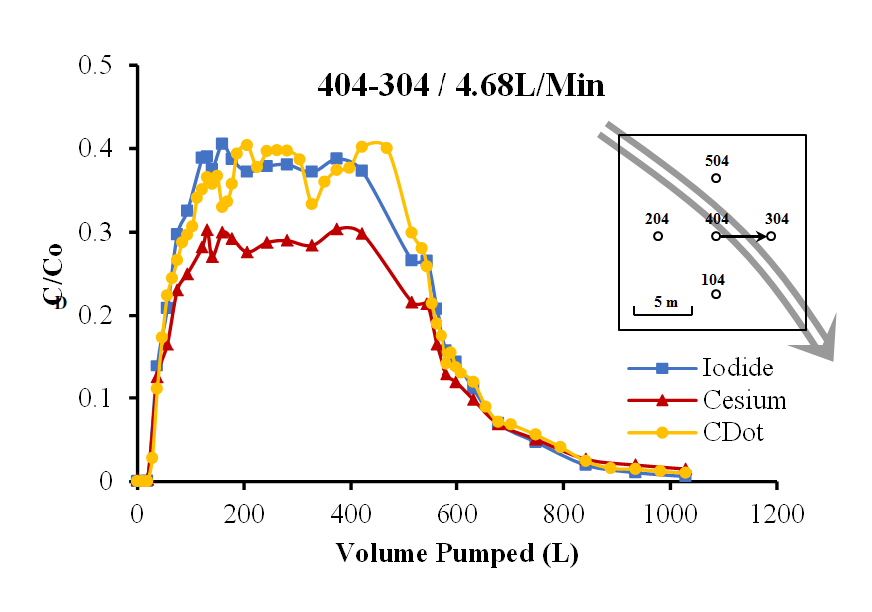 404-304 / 4.68L/Min
0.5
0.4
0.3
0.2
0.1
0
C/Co
0 200 400 600 800 1000 1200
Volume Pumped (L)
504
204 404 304
104
5 m
Iodide
Cesium
CDot